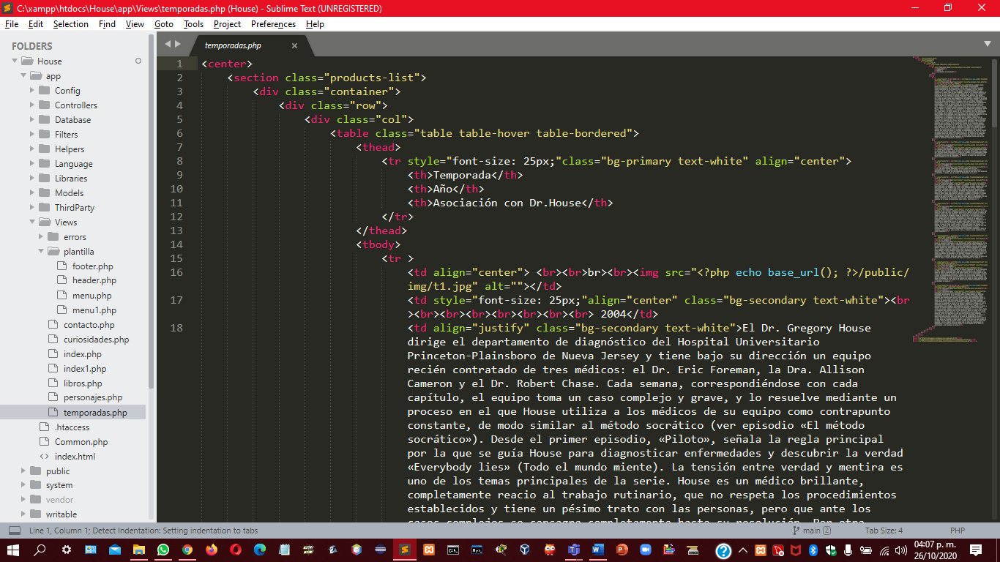 C:\xampp\htdocs\House\app\Views\temporadas.php (House) - Sublime Text (UNREGISTERED)
File Edit Selection Find View Goto Tools Project Preferences Help
FOLDERS
House
app
Config
Controllers
Database
Filters
Helpers
Language
Libraries
Models
ThirdParty
Views
errors
plantilla
footer.php
header.php
menu.php
menu1.php
contacto.php
curiosidades.php
index.php
index1.php
libros.php
personajes.php
temporadas.php
.htaccess
Common.php
index.html
public
system
vendor
writable
temporadas.php
1 <center>
2 <section class="products-list">
3 <div class="container">
4 <div class="row">
5 <div class="col">
6 <table class="table table-hover table-bordered">
7 <thead>
8 <tr style="font-size: 25px;"class="bg-primary text-white" align="center">
9 <th>Temporada</th>
10 <th>Año</th>
11 <th>Asociación con Dr.House</th>
12 </tr>
13 </thead>
14 <tbody>
15 <tr >
16 <td align="center"> <br><br>br><br><img src="<?php echo base_url(); ?>/public/
img/t1.jpg" alt=""></td>
17 <td style="font-size: 25px;"align="center" class="bg-secondary text-white"><br
><br><br><br><br><br><br><br> 2004</td>
18 <td align="justify" class="bg-secondary text-white">El Dr. Gregory House
dirige el departamento de diagnóstico del Hospital Universitario
Princeton-Plainsboro de Nueva Jersey y tiene bajo su dirección un equipo
recién contratado de tres médicos: el Dr. Eric Foreman, la Dra. Allison
Cameron y el Dr. Robert Chase. Cada semana, correspondiéndose con cada
capítulo, el equipo toma un caso complejo y grave, y lo resuelve mediante un
proceso en el que House utiliza a los médicos de su equipo como contrapunto
constante, de modo similar al método socrático (ver episodio «El método
socrático»). Desde el primer episodio, «Piloto», señala la regla principal
por la que se guía House para diagnosticar enfermedades y descubrir la verdad
«Everybody lies» (Todo el mundo miente). La tensión entre verdad y mentira es
uno de los temas principales de la serie. House es un médico brillante,
completamente reacio al trabajo rutinario, que no respeta los procedimientos
establecidos y tiene un pésimo trato con las personas, pero que ante los
casos complejos se consagra completamente hasta su resolución. Por otra
Line 1, Column 1; Detect Indentation: Setting indentation to tabs
main 2
Tab Size: 4
PHP
04:07 p. m.
26/10/2020